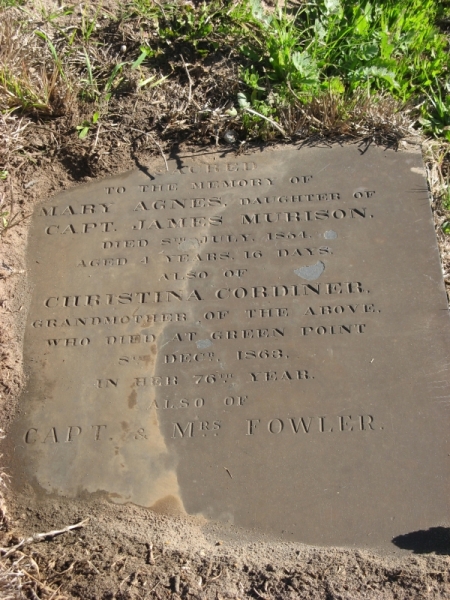 SACRED
TO THE MEMORY OF
MARY AGNES, DAUGHTER OF
CAPT. JAMES MURISON.
DIED 8TH JULY, 1851.
AGED 4 YEARS, 16 DAYS.
ALSO OF
CHRISTINA CORDINER.
GRANDMOTHER OF THE ABOVE.
WHO DIED AT GREEN POINT
8TH DECR. 1868.
IN HER 76TH YEAR.
ALSO OF
CAPT. & MRS FOWLER.